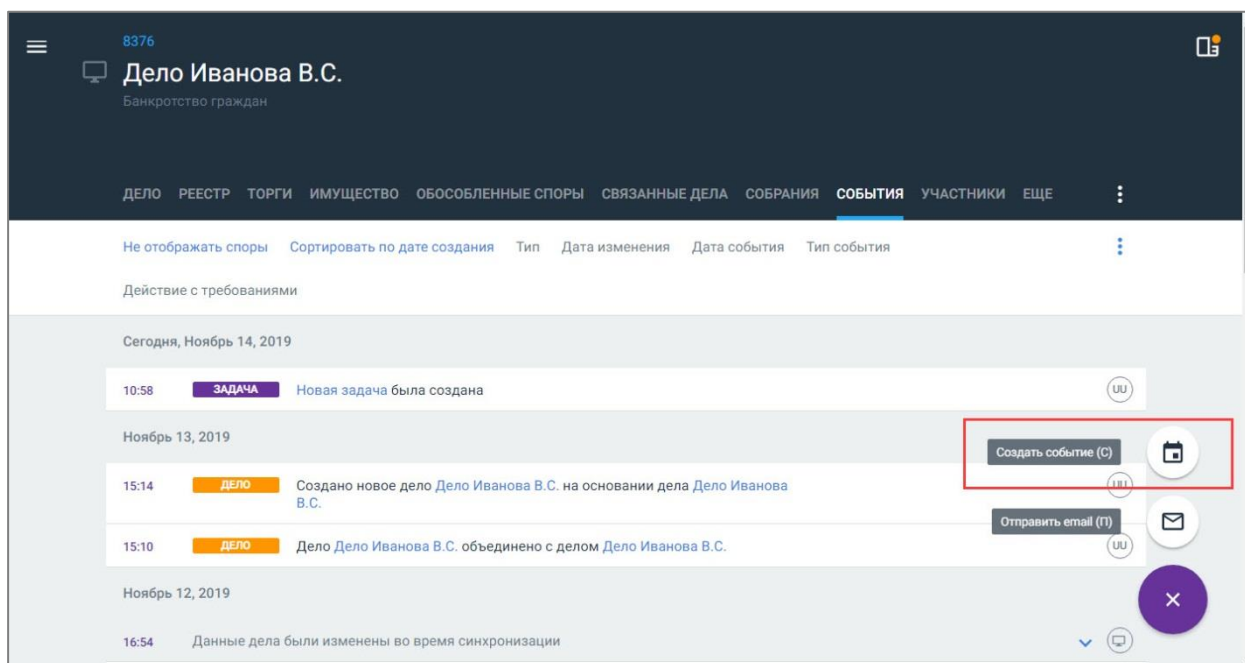 8376
Дело Иванова В.С.
Банкротство граждан
ДЕЛО РЕЕСТР ТОРГИ ИМУЩЕСТВО ОБОСОБЛЕННЫЕ СПОРЫ СВЯЗАННЫЕ ДЕЛА СОБРАНИЯ СОБЫТИЯ УЧАСТНИКИ ЕЩЕ
Не отображать споры Сортировать по дате создания Тип Дата изменения Дата события Тип события
Действие с требованиями
Сегодня, Ноябрь 14, 2019
10:58 ЗАДАЧА Новая задача была создана UU
Ноябрь 13, 2019
Создать событие (С)
15:14 ДЕЛО Создано новое дело Дело Иванова В.С. на основании дела Дело Иванова UU
В.С.
Отправить email (П)
15:10 ДЕЛО Дело Дело Иванова В.С. объединено с делом Дело Иванова В.С. UU
Ноябрь 12, 2019
16:54 Данные дела были изменены во время синхронизации